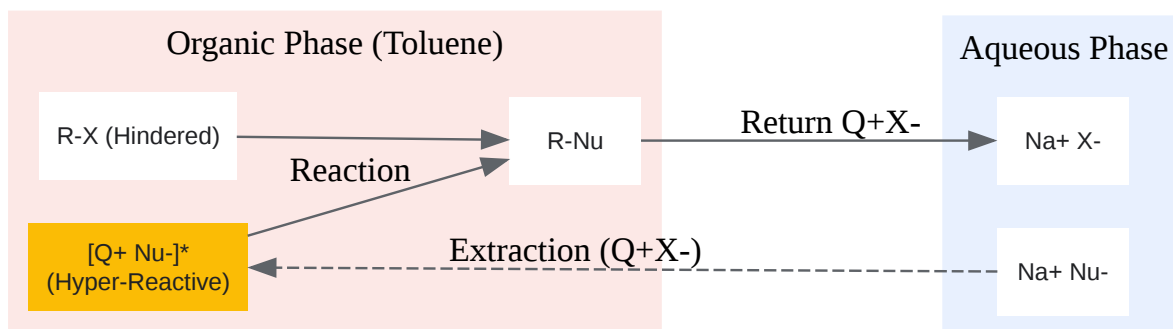 Organic Phase (Toluene)
Aqueous Phase
R-X (Hindered)
R-Nu
Return Q+X-
Na+ X-
Reaction
[Q+ Nu-]*
(Hyper-Reactive)
Extraction (Q+X-)
Na+ Nu-